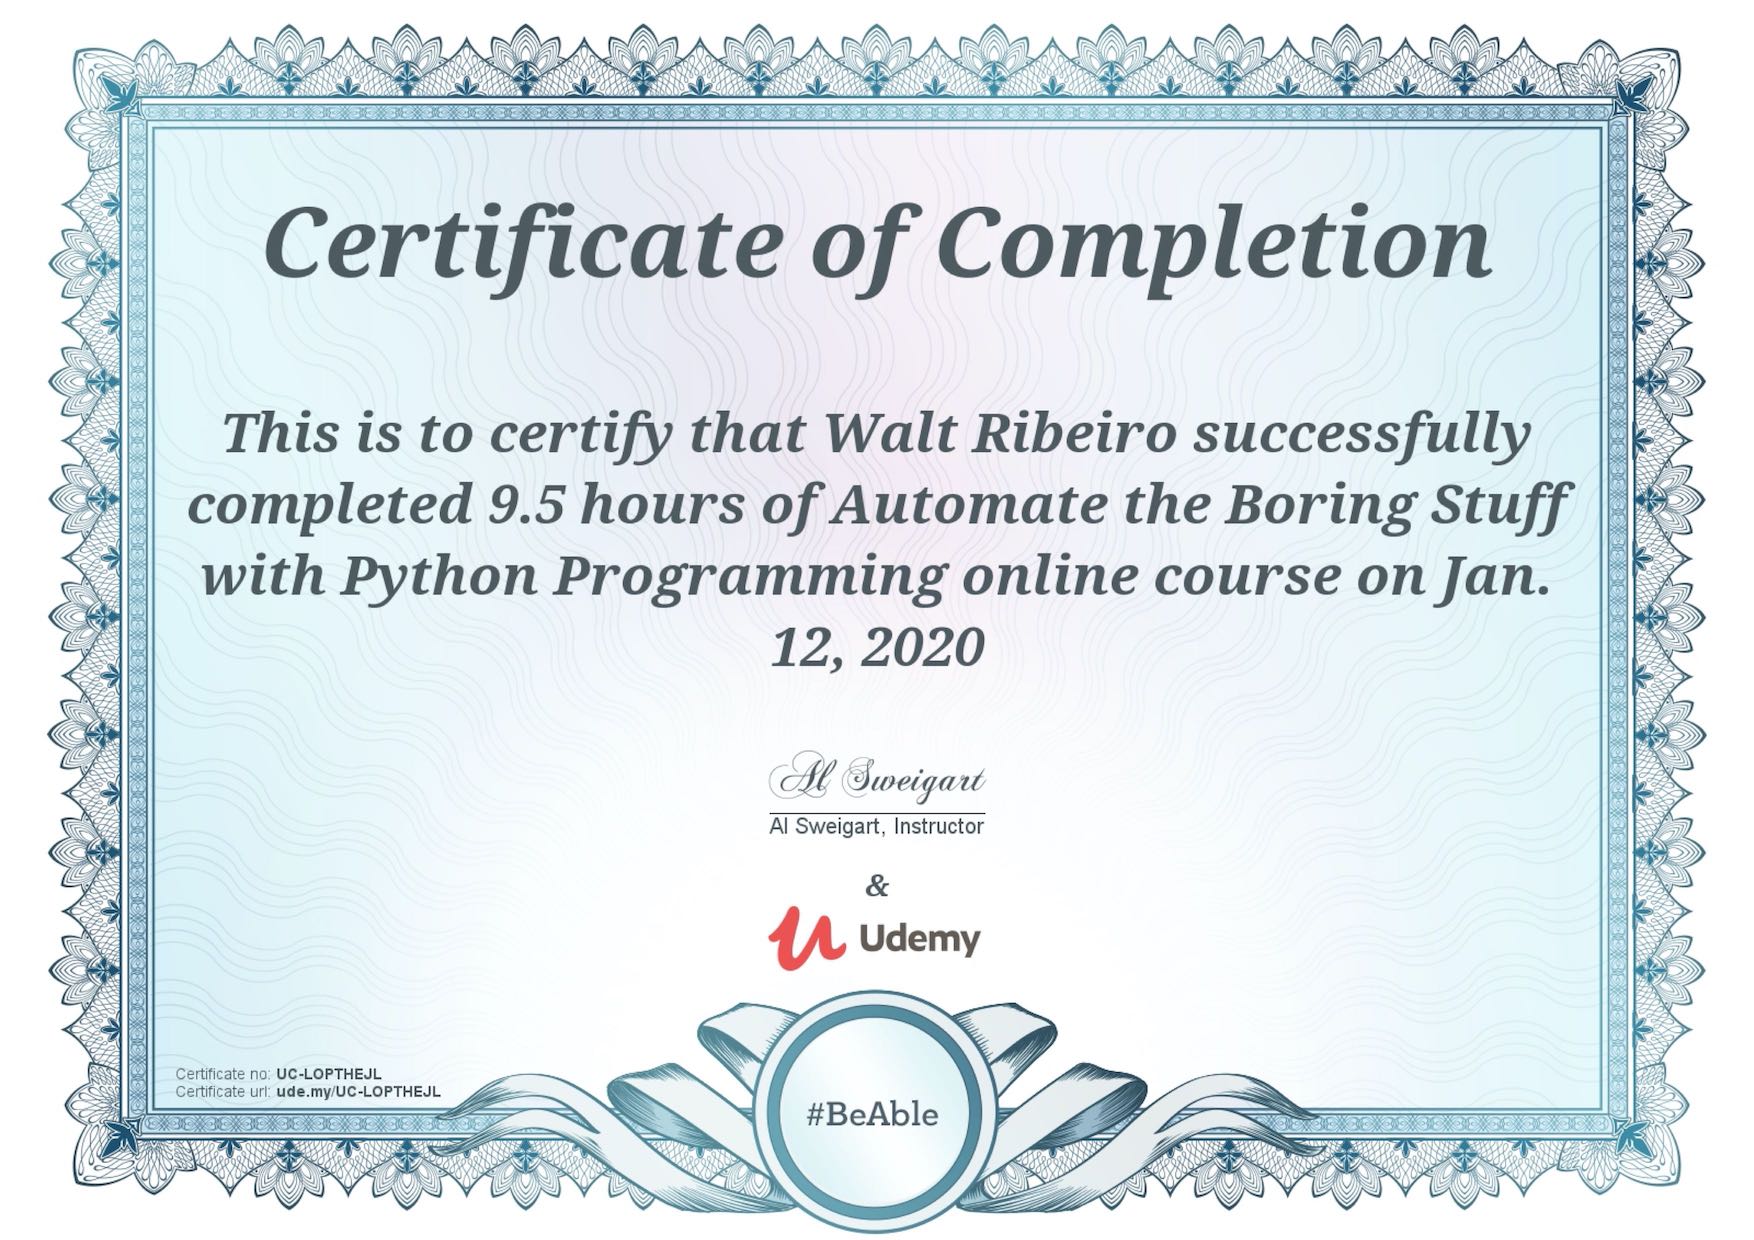 Certificate of Completion
This is to certify that Walt Ribeiro successfully
completed 9.5 hours of Automate the Boring Stuff
with Python Programming online course on Jan.
12, 2020
Al Sweigart
Al Sweigart, Instructor
&
Udemy
Certificate no: UC-LOPTHEJL
Certificate url: ude.my/UC-LOPTHEJL
#BeAble